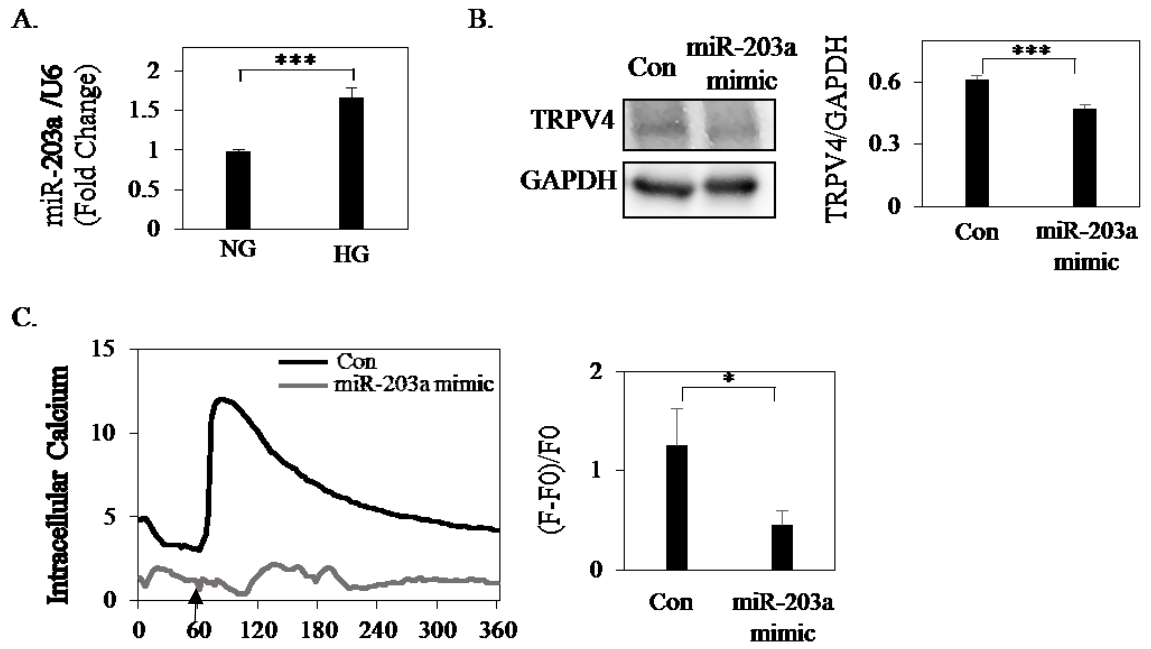 A.
miR-203a /U6
(Fold Change)
2
1.5
1
0.5
0
***
NG
HG
B.
Con
miR-203a
mimic
TRPV4
GAPDH
TRPV4/GAPDH
0.6
0.3
0
***
Con
miR-203a
mimic
C.
Intracellular Calcium
15
10
5
0
Con
miR-203a mimic
0 60 120 180 240 300 360
(F-F0)/F0
2
1
0
*
Con
miR-203a
mimic